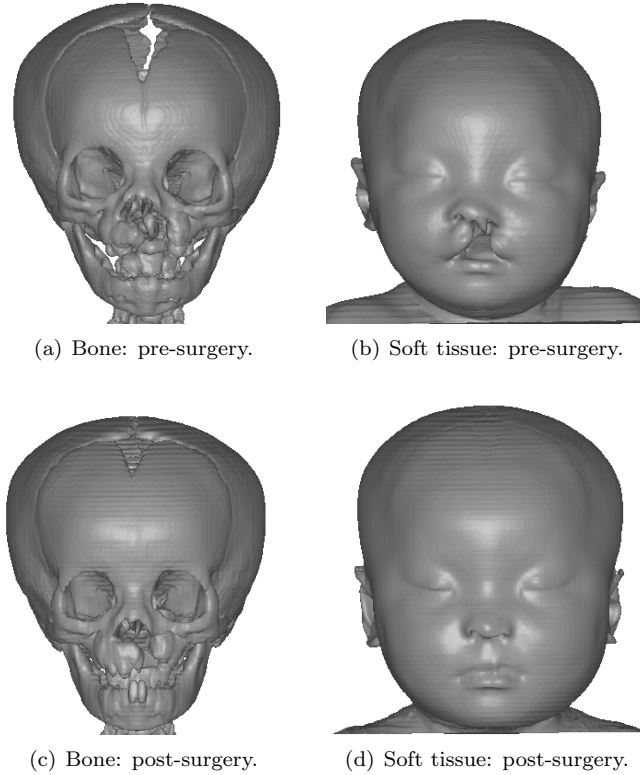 (a) Bone: pre-surgery.
(b) Soft tissue: pre-surgery.
(c) Bone: post-surgery.
(d) Soft tissue: post-surgery.